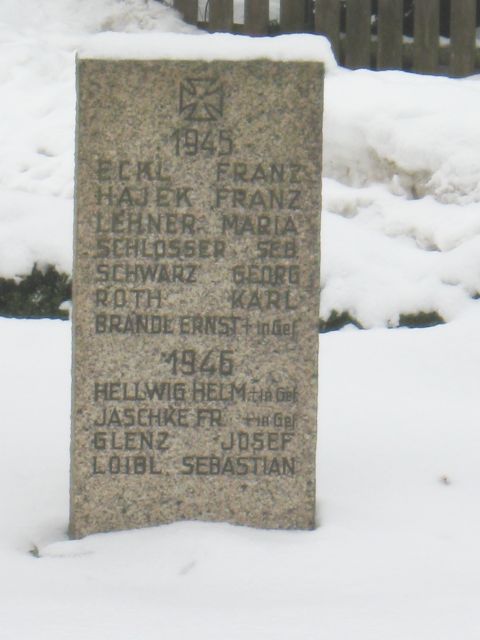 1945
ECKL FRANZ
HAJEK FRANZ
LEHNER MARIA
SCHLOSSER SEB
SCHWARZ GEORG
ROTH KARL
BRANDL ERNST + in Gef
1946
HELLWIG HELM. + in Gef
JASCHKE FR + in Gef
GLENZ JOSEF
LOIBL SEBASTIAN